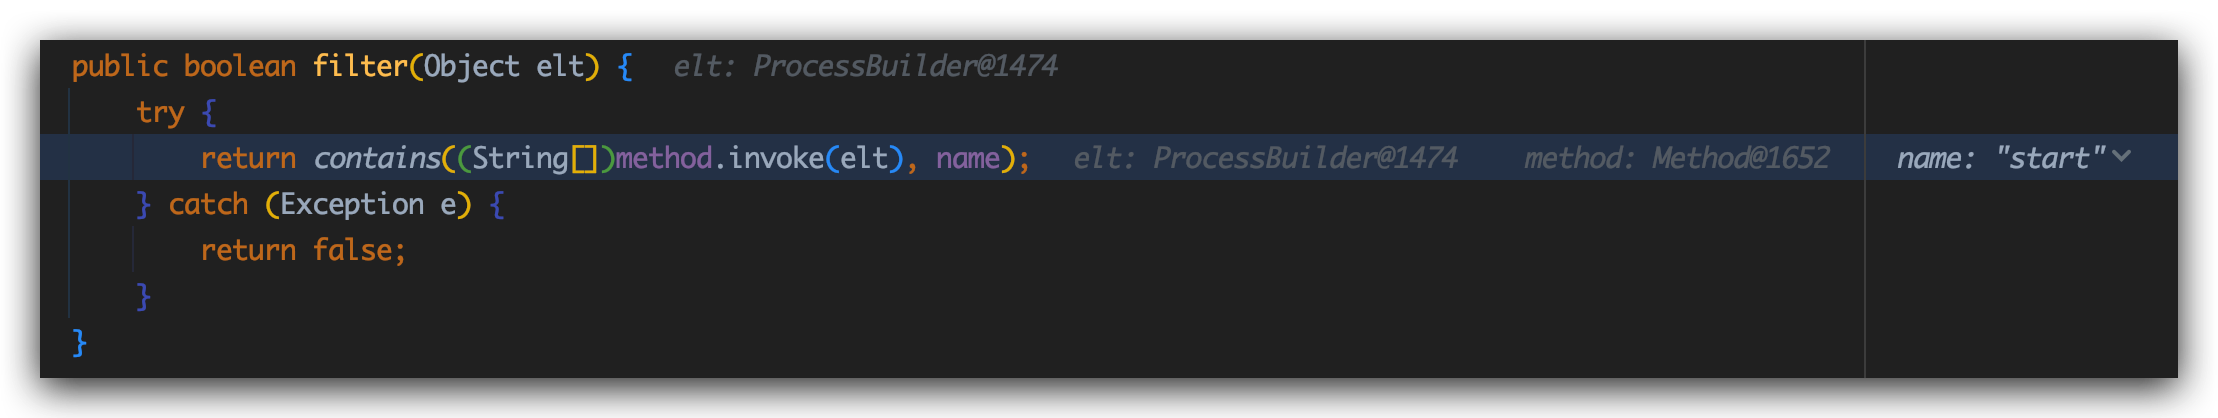 public boolean filter(Object elt) {   elt: ProcessBuilder@1474
    try {
        return contains((String[])method.invoke(elt), name);   elt: ProcessBuilder@1474    method: Method@1652    name: "start"
    } catch (Exception e) {
        return false;
    }
}